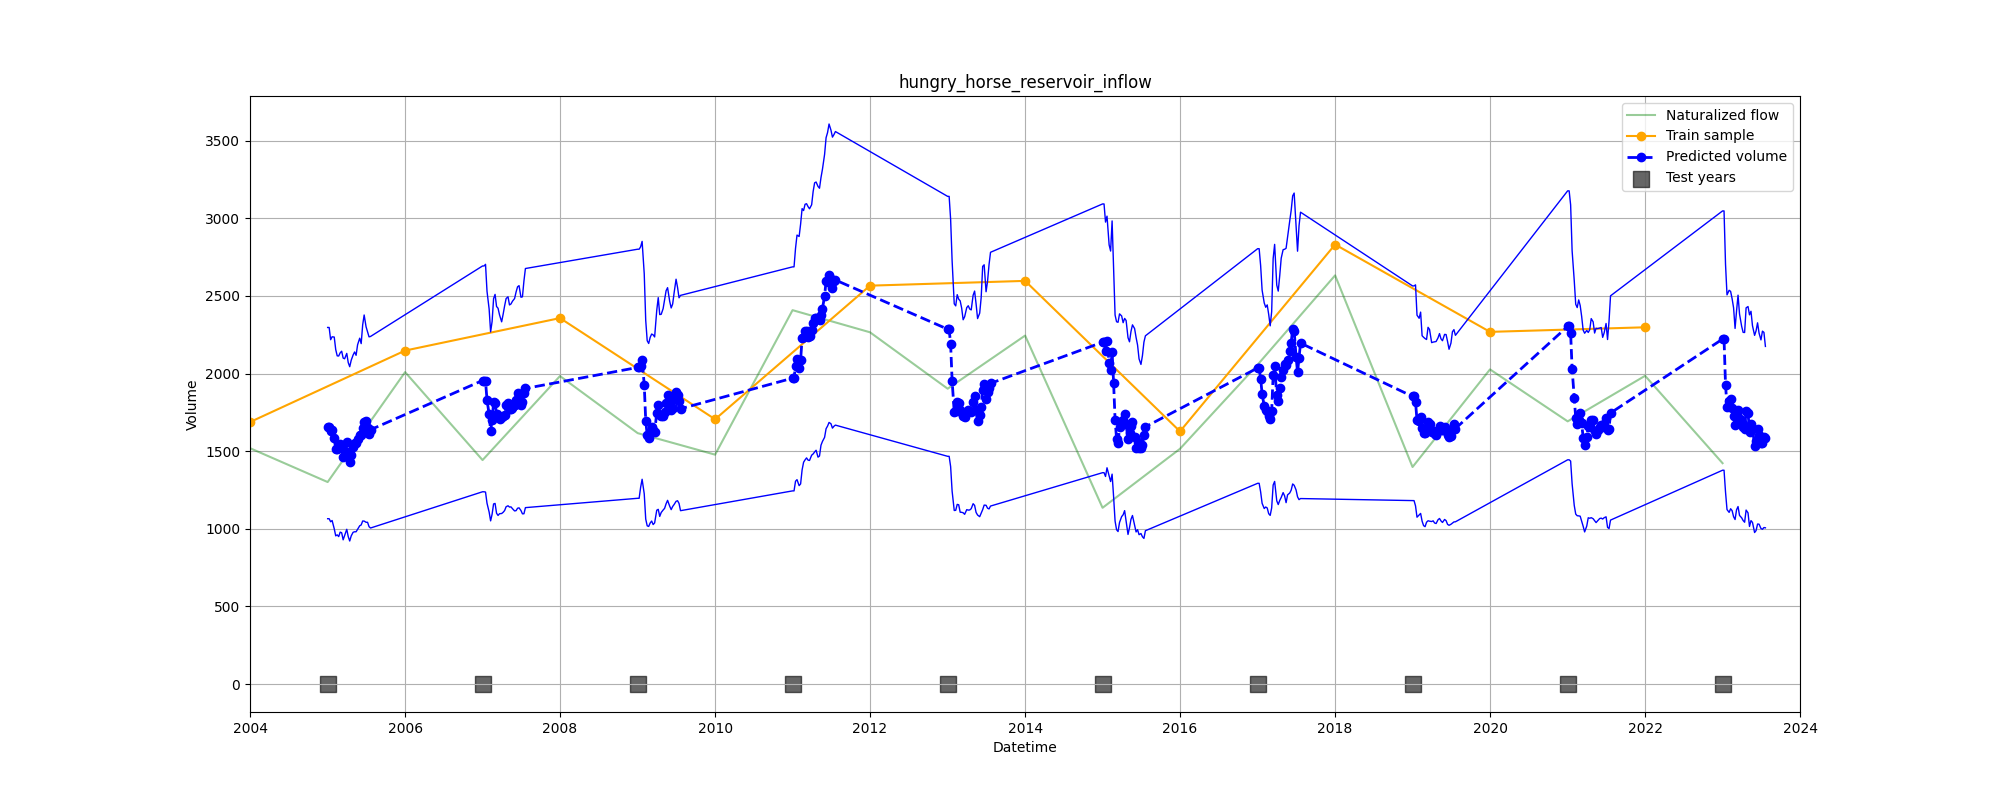 hungry_horse_reservoir_inflow
Naturalized flow
Train sample
Predicted volume
Test years
Volume
3500
3000
2500
2000
1500
1000
500
0
2004 2006 2008 2010 2012 2014 2016 2018 2020 2022 2024
Datetime